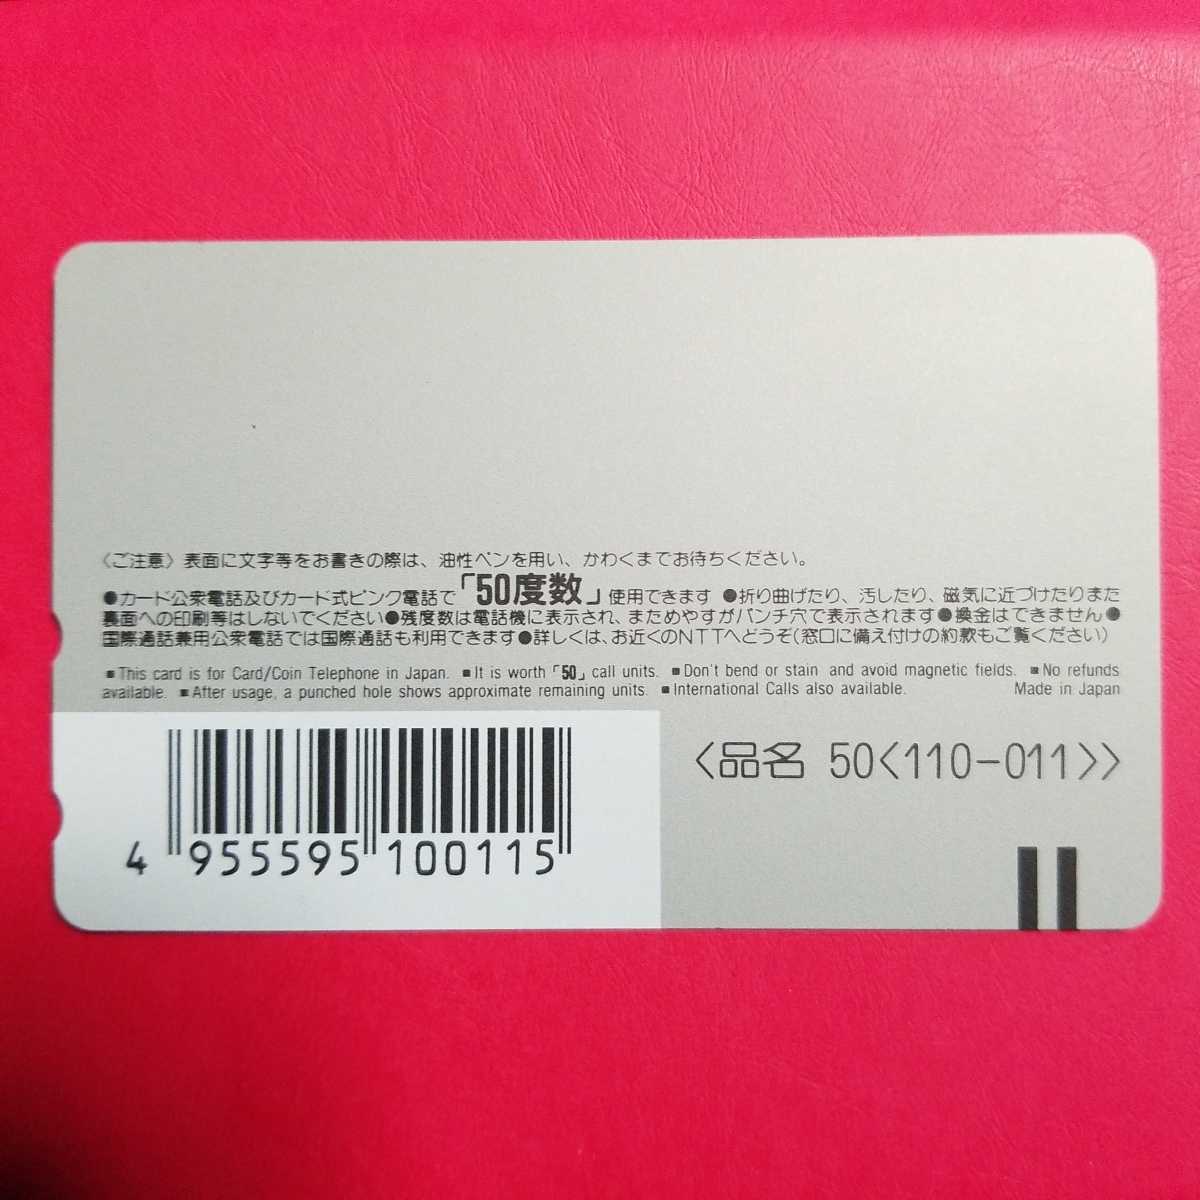 〈ご注意〉表面に文字等をお書きの際は、油性ペンを用い、かわくまでお待ちください。
●カード公衆電話及びカード式ピンク電話で「50度数」使用できます ●折り曲げたり、汚したり、磁気に近づけたりまた
裏面への印刷等はしないでください●残度数は電話機に表示され、まためやすがパンチ穴で表示されます●換金はできません●
国際通話兼用公衆電話では国際通話も利用できます●詳しくは、お近くのNTTへどうぞ(窓口に備え付けの約款もご覧ください)
■This card is for Card/Coin Telephone in Japan. ■It is worth「50」call units. ■Don't bend or stain and avoid magnetic fields. ■No refunds
available. ■After usage, a punched hole shows approximate remaining units. ■International Calls also available. Made in Japan
〈品名 50〈110-011〉〉
4 955595 100115